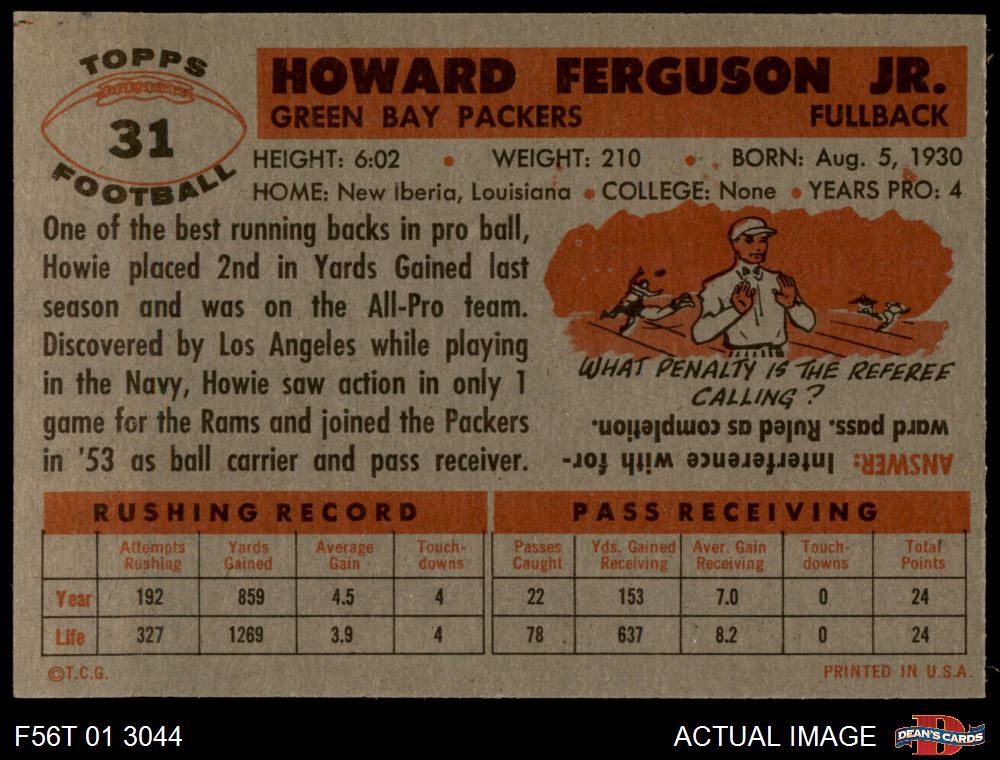 TOPPS
31
FOOTBALL
HOWARD FERGUSON JR.
GREEN BAY PACKERS FULLBACK
HEIGHT: 6:02 • WEIGHT: 210 • BORN: Aug. 5, 1930
HOME: New Iberia, Louisiana • COLLEGE: None • YEARS PRO: 4
One of the best running backs in pro ball,
Howie placed 2nd in Yards Gained last
season and was on the All-Pro team.
Discovered by Los Angeles while playing
in the Navy, Howie saw action in only 1
game for the Rams and joined the Packers
in '53 as ball carrier and pass receiver.
WHAT PENALTY IS THE REFEREE
CALLING?
ANSWER: Interference with for-
ward pass. Ruled as completion.
RUSHING RECORD
Attempts Rushing Yards Gained Average Gain Touch-downs
Year 192 859 4.5 4
Life 327 1269 3.9 4
PASS RECEIVING
Passes Caught Yds. Gained Receiving Aver. Gain Receiving Touch-downs Total Points
22 153 7.0 0 24
78 637 8.2 0 24
©T.C.G. PRINTED IN U.S.A.
F56T 01 3044 ACTUAL IMAGE
D
DEAN'S CARDS